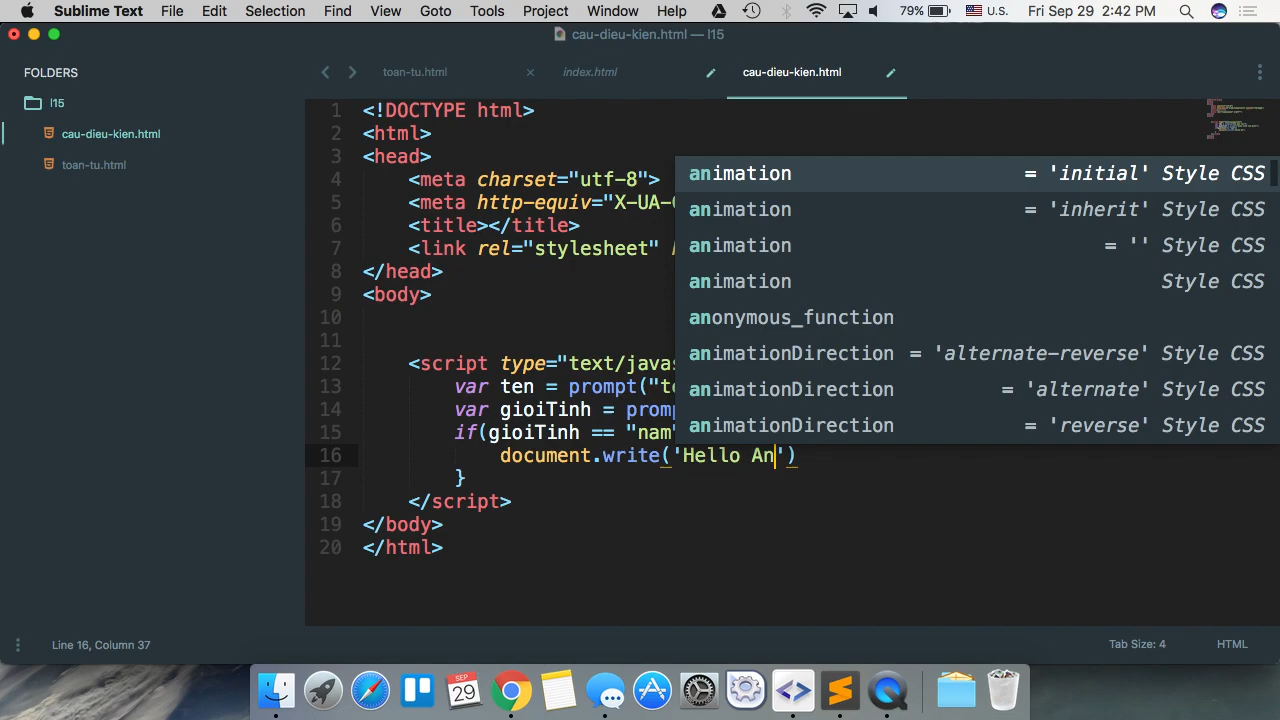 Sublime Text File Edit Selection Find View Goto Tools Project Window Help 79% U.S. Fri Sep 29 2:42 PM
cau-dieu-kien.html — l15
FOLDERS
l15
cau-dieu-kien.html
toan-tu.html
toan-tu.html × index.html cau-dieu-kien.html
1 <!DOCTYPE html>
2 <html>
3 <head>
4 <meta charset="utf-8">
5 <meta http-equiv="X-UA-
6 <title></title>
7 <link rel="stylesheet"
8 </head>
9 <body>
10
11
12 <script type="text/javas
13 var ten = prompt("te
14 var gioiTinh = prom
15 if(gioiTinh == "nam"
16 document.write('Hello An')
17 }
18 </script>
19 </body>
20 </html>
animation = 'initial' Style CSS
animation = 'inherit' Style CSS
animation = '' Style CSS
animation Style CSS
anonymous_function
animationDirection = 'alternate-reverse' Style CSS
animationDirection = 'alternate' Style CSS
animationDirection = 'reverse' Style CSS
Line 16, Column 37 Tab Size: 4 HTML
SEP
29